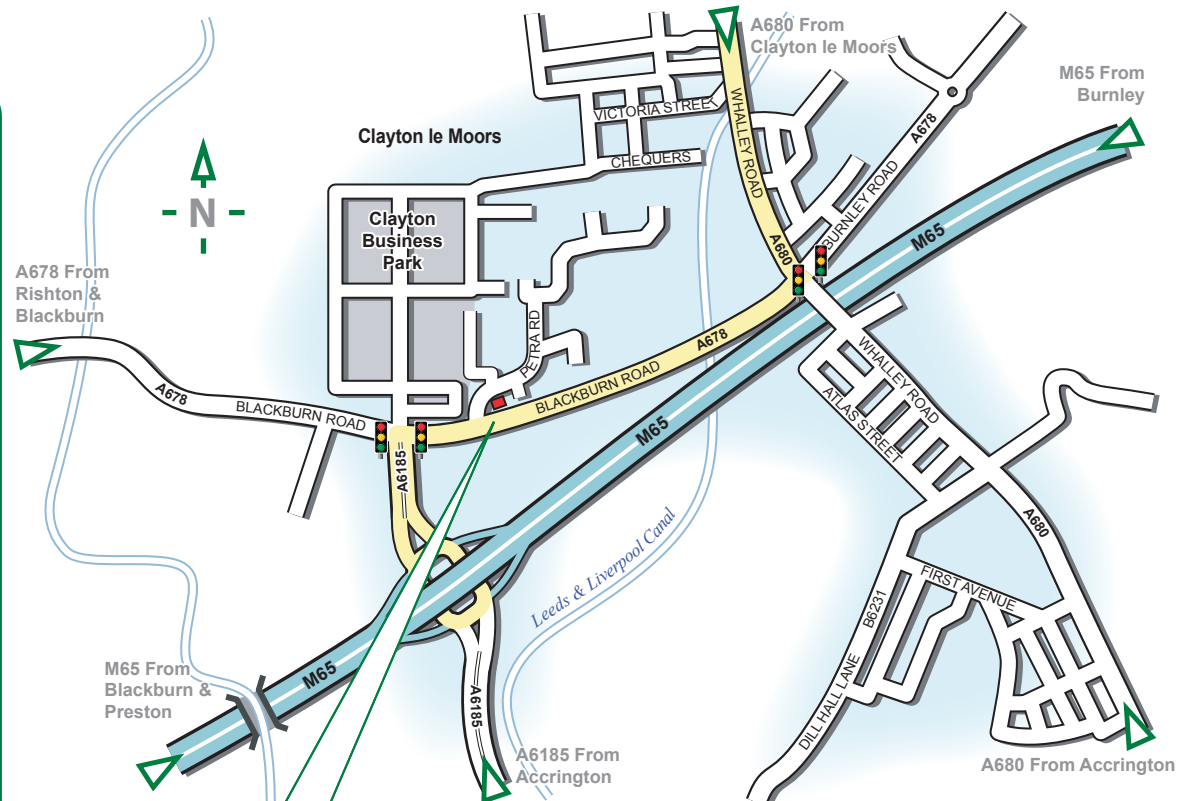 A680 From
Clayton le Moors
M65 From
Burnley
VICTORIA STREE
WHALLEY ROAD
A678
Clayton le Moors
CHEQUERS
BURNLEY ROAD
N
Clayton
Business
Park
A680
M65
A678 From
Rishton &
Blackburn
PETRA RD
A678
WHALLEY ROAD
A678
BLACKBURN ROAD
BLACKBURN ROAD
ATLAS STREET
M65
A6185
A680
Leeds & Liverpool Canal
FIRST AVENUE
B6231
M65 From
Blackburn &
Preston
M65
A6185
DILL HALL LANE
A6185 From
Accrington
A680 From Accrington